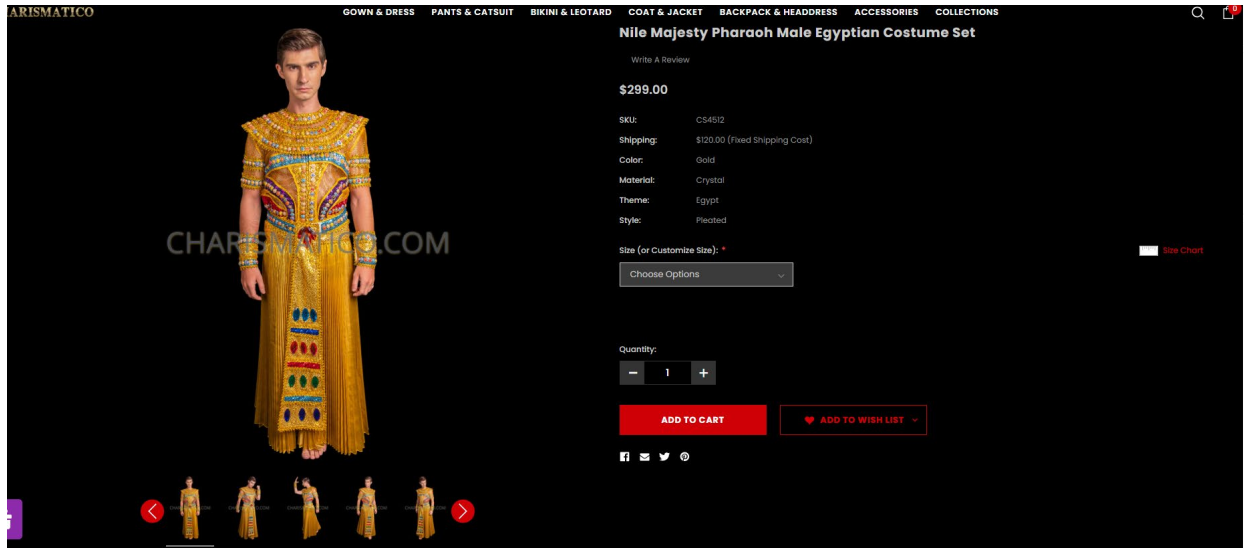 ARISMATICO
GOWN & DRESS PANTS & CATSUIT BIKINI & LEOTARD COAT & JACKET BACKPACK & HEADDRESS ACCESSORIES COLLECTIONS
0
Nile Majesty Pharaoh Male Egyptian Costume Set
Write A Review
$299.00
SKU: CS4512
Shipping: $120.00 (Fixed Shipping Cost)
Color: Gold
Material: Crystal
Theme: Egypt
Style: Pleated
CHARISMATICO.COM
Size (or Customize Size): *
Size Chart
Choose Options
Quantity:
− 1 +
ADD TO CART
ADD TO WISH LIST